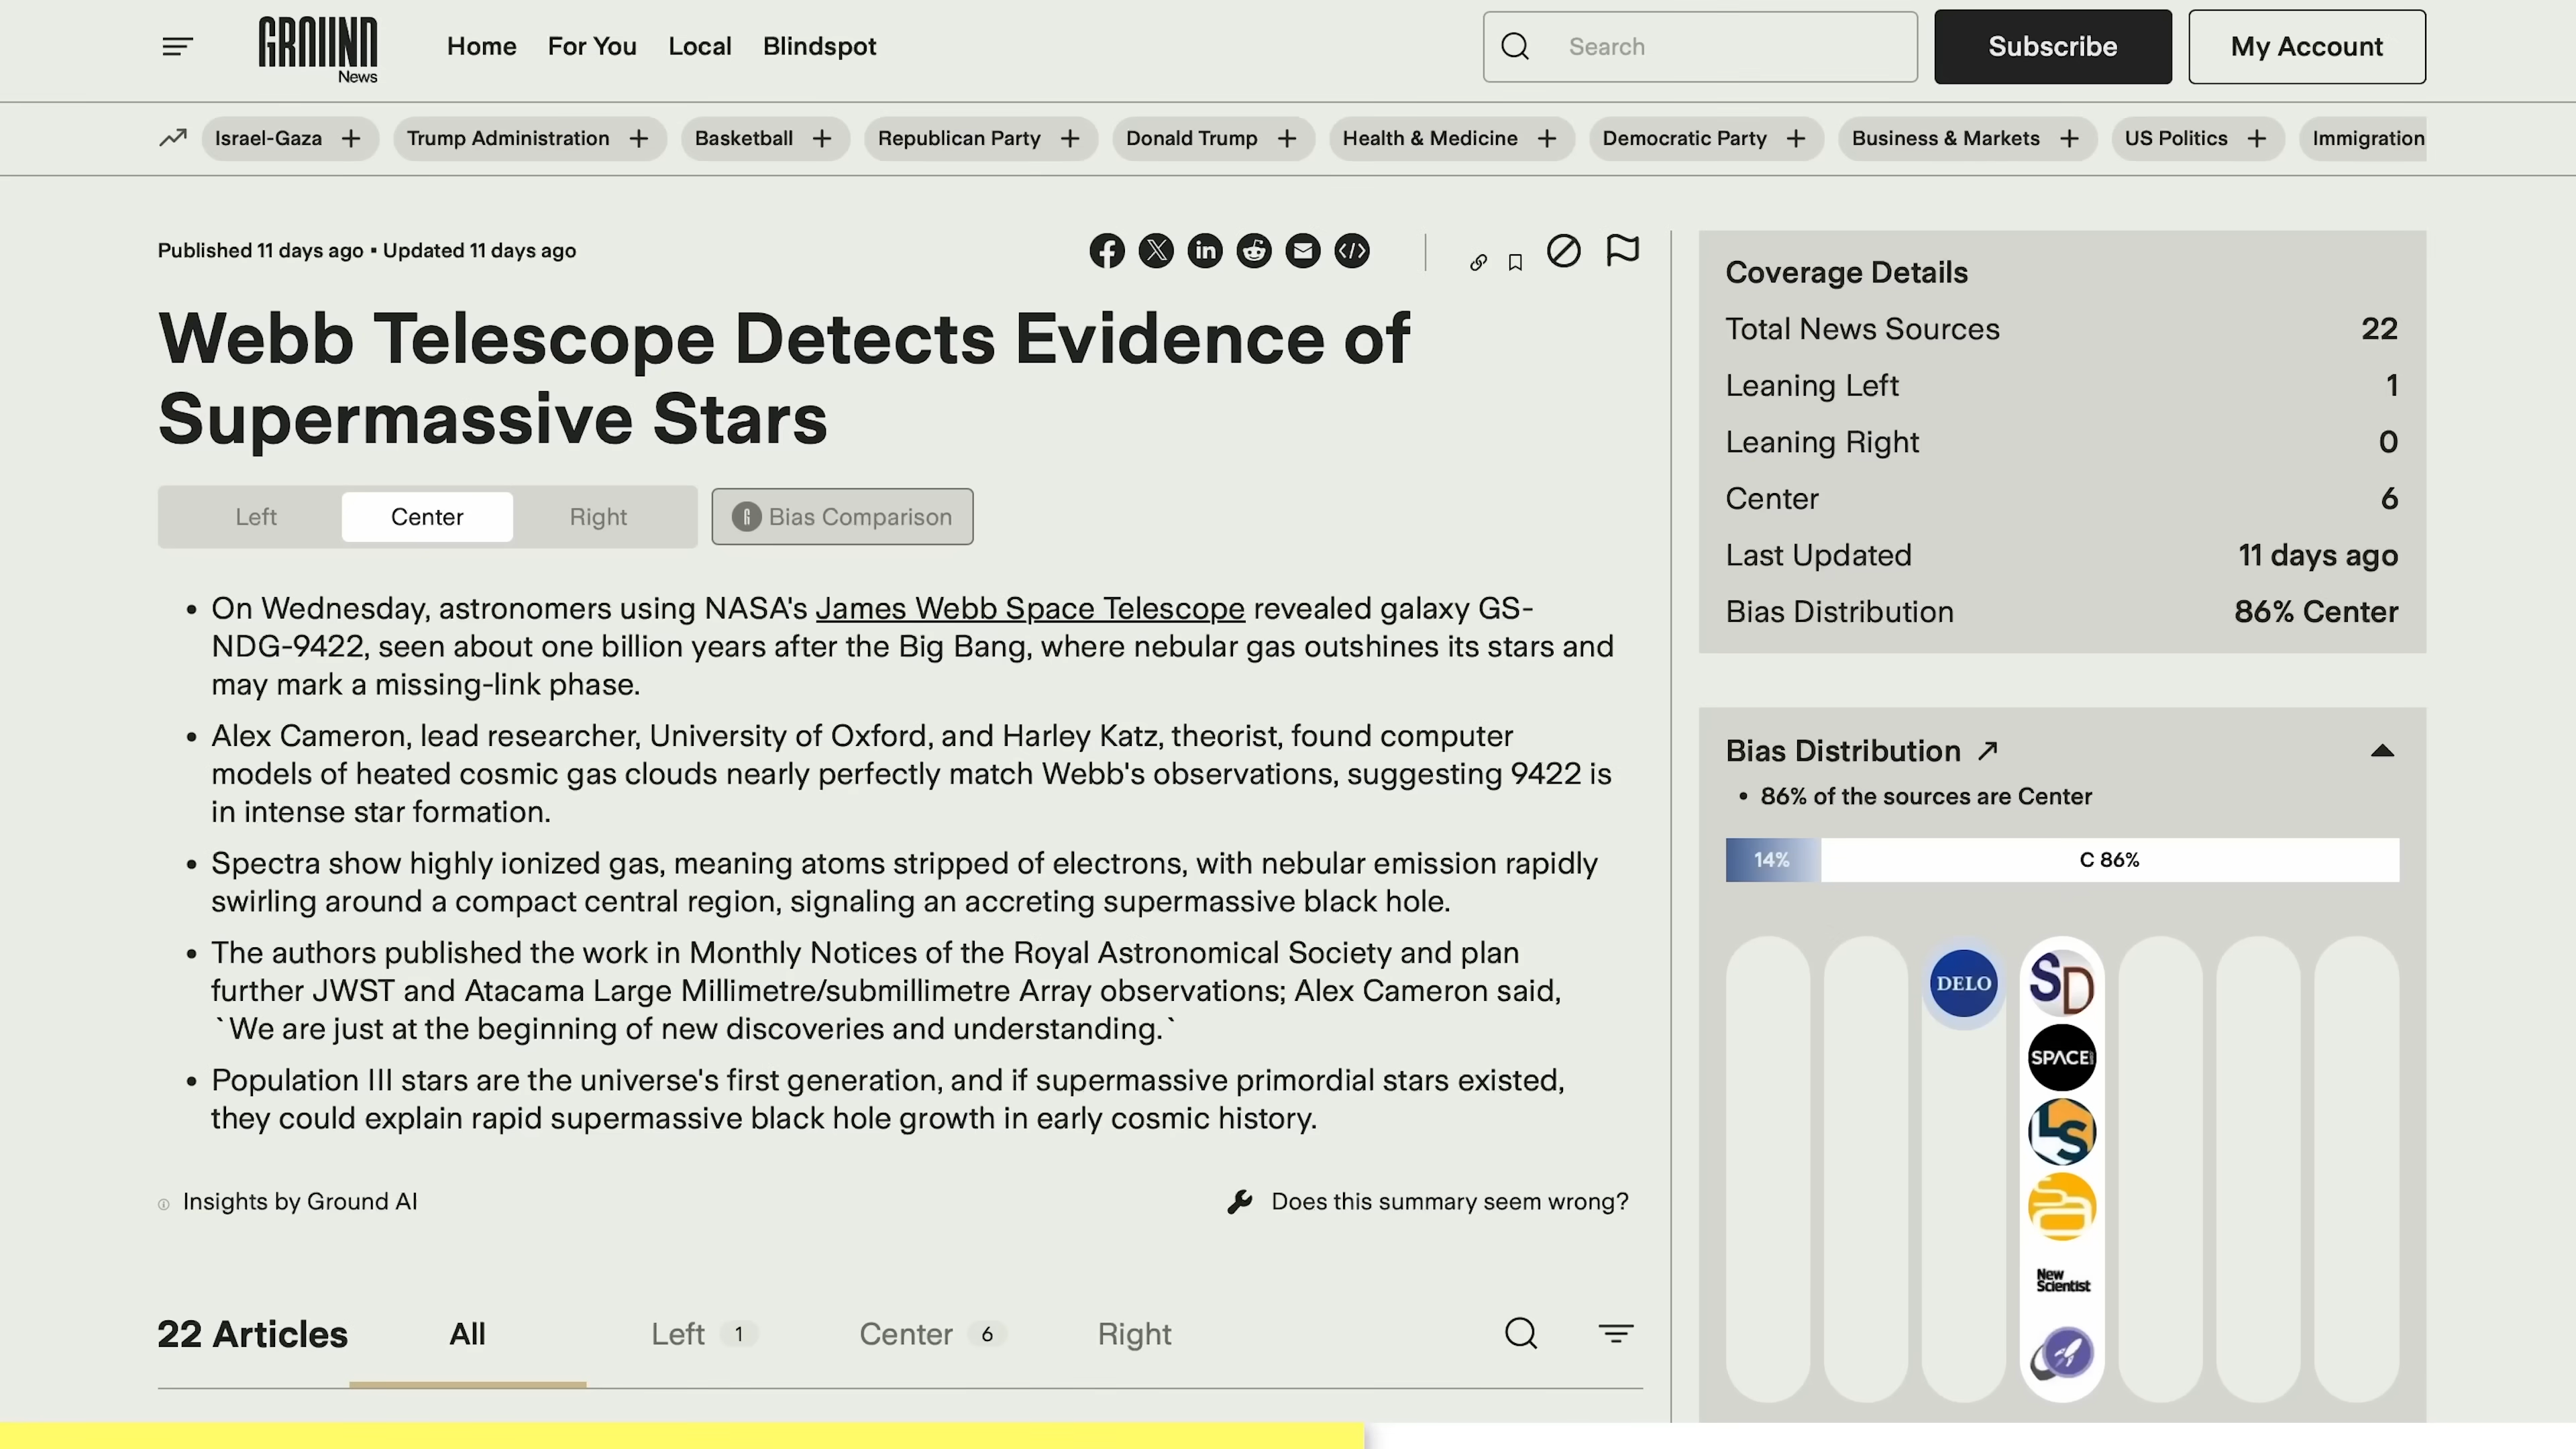 GROUND
News
Home
For You
Local
Blindspot
Search
Subscribe
My Account
Israel-Gaza +
Trump Administration +
Basketball +
Republican Party +
Donald Trump +
Health & Medicine +
Democratic Party +
Business & Markets +
US Politics +
Immigration
Published 11 days ago • Updated 11 days ago
Webb Telescope Detects Evidence of
Supermassive Stars
Left
Center
Right
Bias Comparison
• On Wednesday, astronomers using NASA's James Webb Space Telescope revealed galaxy GS-
NDG-9422, seen about one billion years after the Big Bang, where nebular gas outshines its stars and
may mark a missing-link phase.
• Alex Cameron, lead researcher, University of Oxford, and Harley Katz, theorist, found computer
models of heated cosmic gas clouds nearly perfectly match Webb's observations, suggesting 9422 is
in intense star formation.
• Spectra show highly ionized gas, meaning atoms stripped of electrons, with nebular emission rapidly
swirling around a compact central region, signaling an accreting supermassive black hole.
• The authors published the work in Monthly Notices of the Royal Astronomical Society and plan
further JWST and Atacama Large Millimetre/submillimetre Array observations; Alex Cameron said,
`We are just at the beginning of new discoveries and understanding.`
• Population III stars are the universe's first generation, and if supermassive primordial stars existed,
they could explain rapid supermassive black hole growth in early cosmic history.
Insights by Ground AI
Does this summary seem wrong?
22 Articles
All
Left 1
Center 6
Right
Coverage Details
Total News Sources 22
Leaning Left 1
Leaning Right 0
Center 6
Last Updated 11 days ago
Bias Distribution 86% Center
Bias Distribution
• 86% of the sources are Center
14%
C 86%
DELO
SD
SPACE
LS
New
Scientist